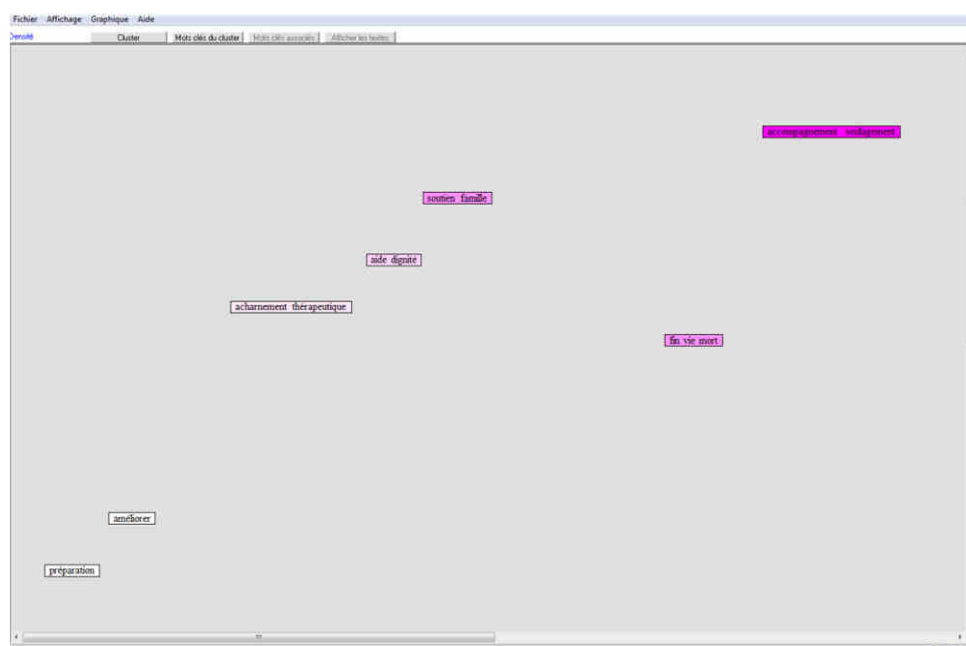 Fichier Affichage Graphique Aide
Densité Cluster Mots clés du cluster Mots clés associés Afficher les textes
accompagnement soulagement
soutien famille
aide dignité
acharnement thérapeutique
fin vie mort
améliorer
préparation